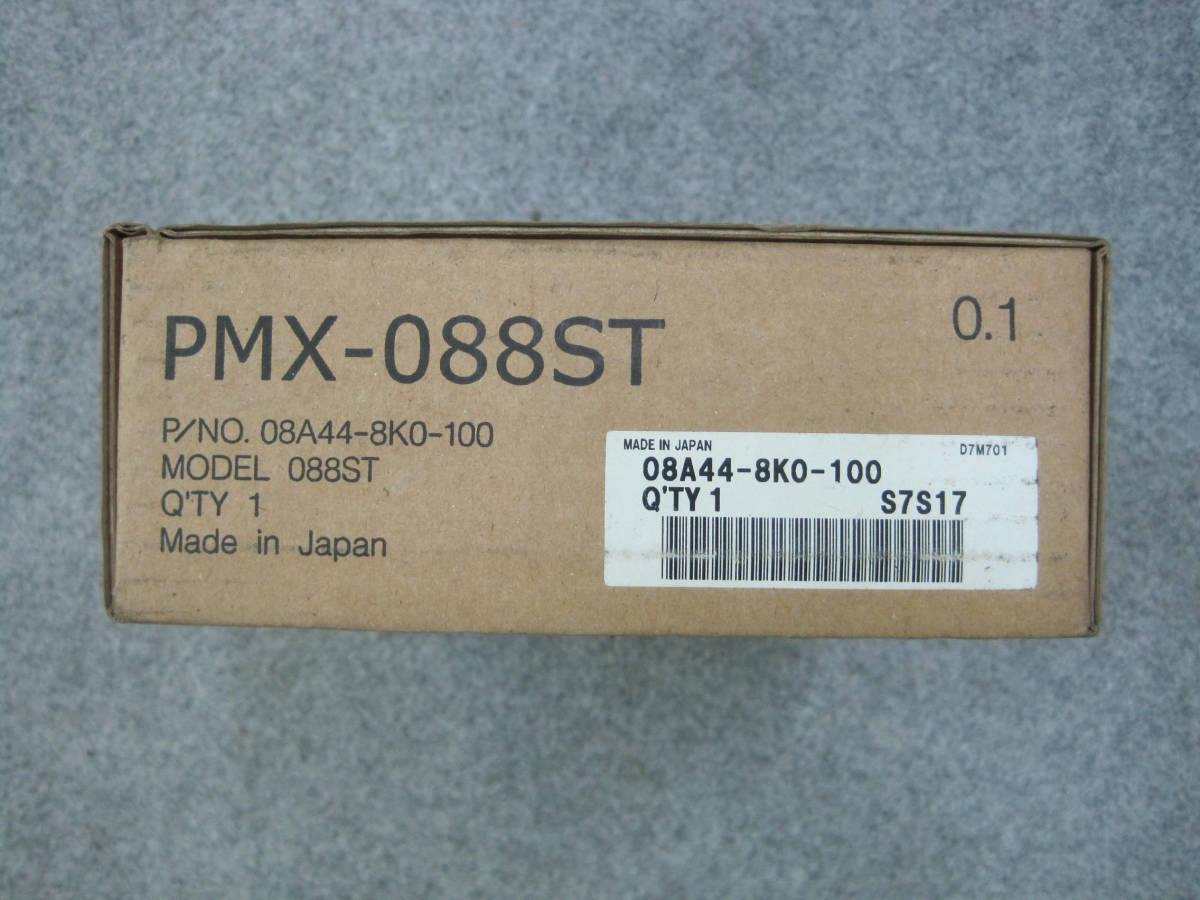 PMX-088ST
0.1
P/NO. 08A44-8K0-100
MODEL 088ST
Q'TY 1
Made in Japan
MADE IN JAPAN D7M701
08A44-8K0-100
Q'TY 1 S7S17